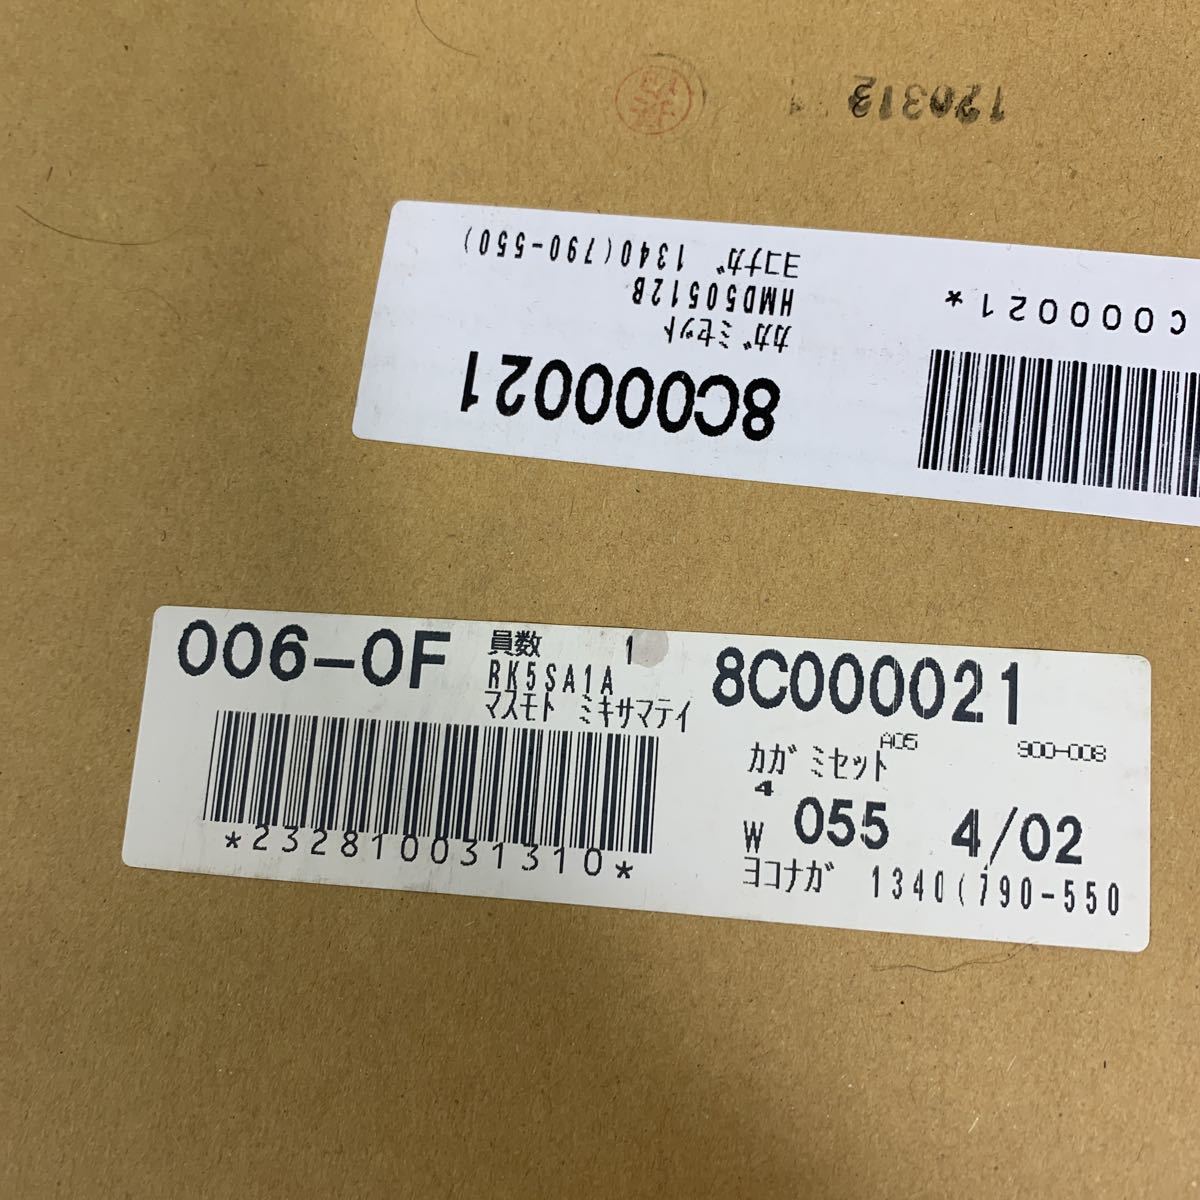 120312
8C000021
カガミセット
HMD50512B
ヨコナガ 1340(790-550)
C000021*
006-0F
員数 1
RK5SA1A
マスモト ミキサマテイ
*232810031310*
8C000021
カガミセット
A05
900-008
4
W 055 4/02
ヨコナガ 1340(790-550